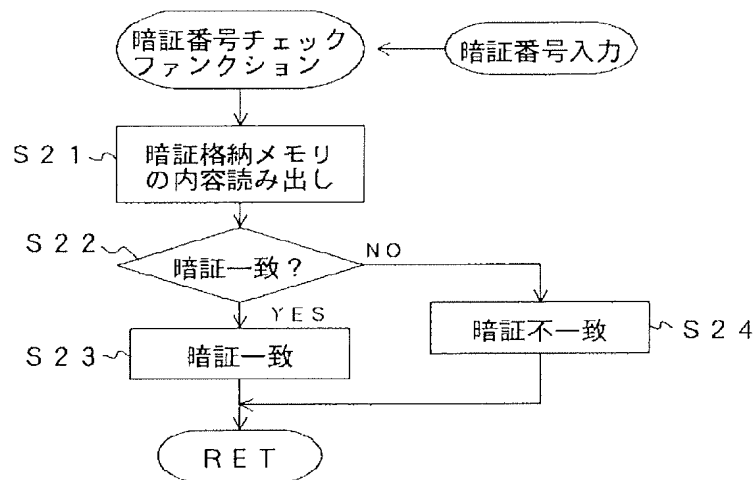 暗証番号チェック
ファンクション
暗証番号入力
S21
暗証格納メモリ
の内容読み出し
S22
暗証一致？
NO
YES
S23
暗証一致
暗証不一致
S24
RET